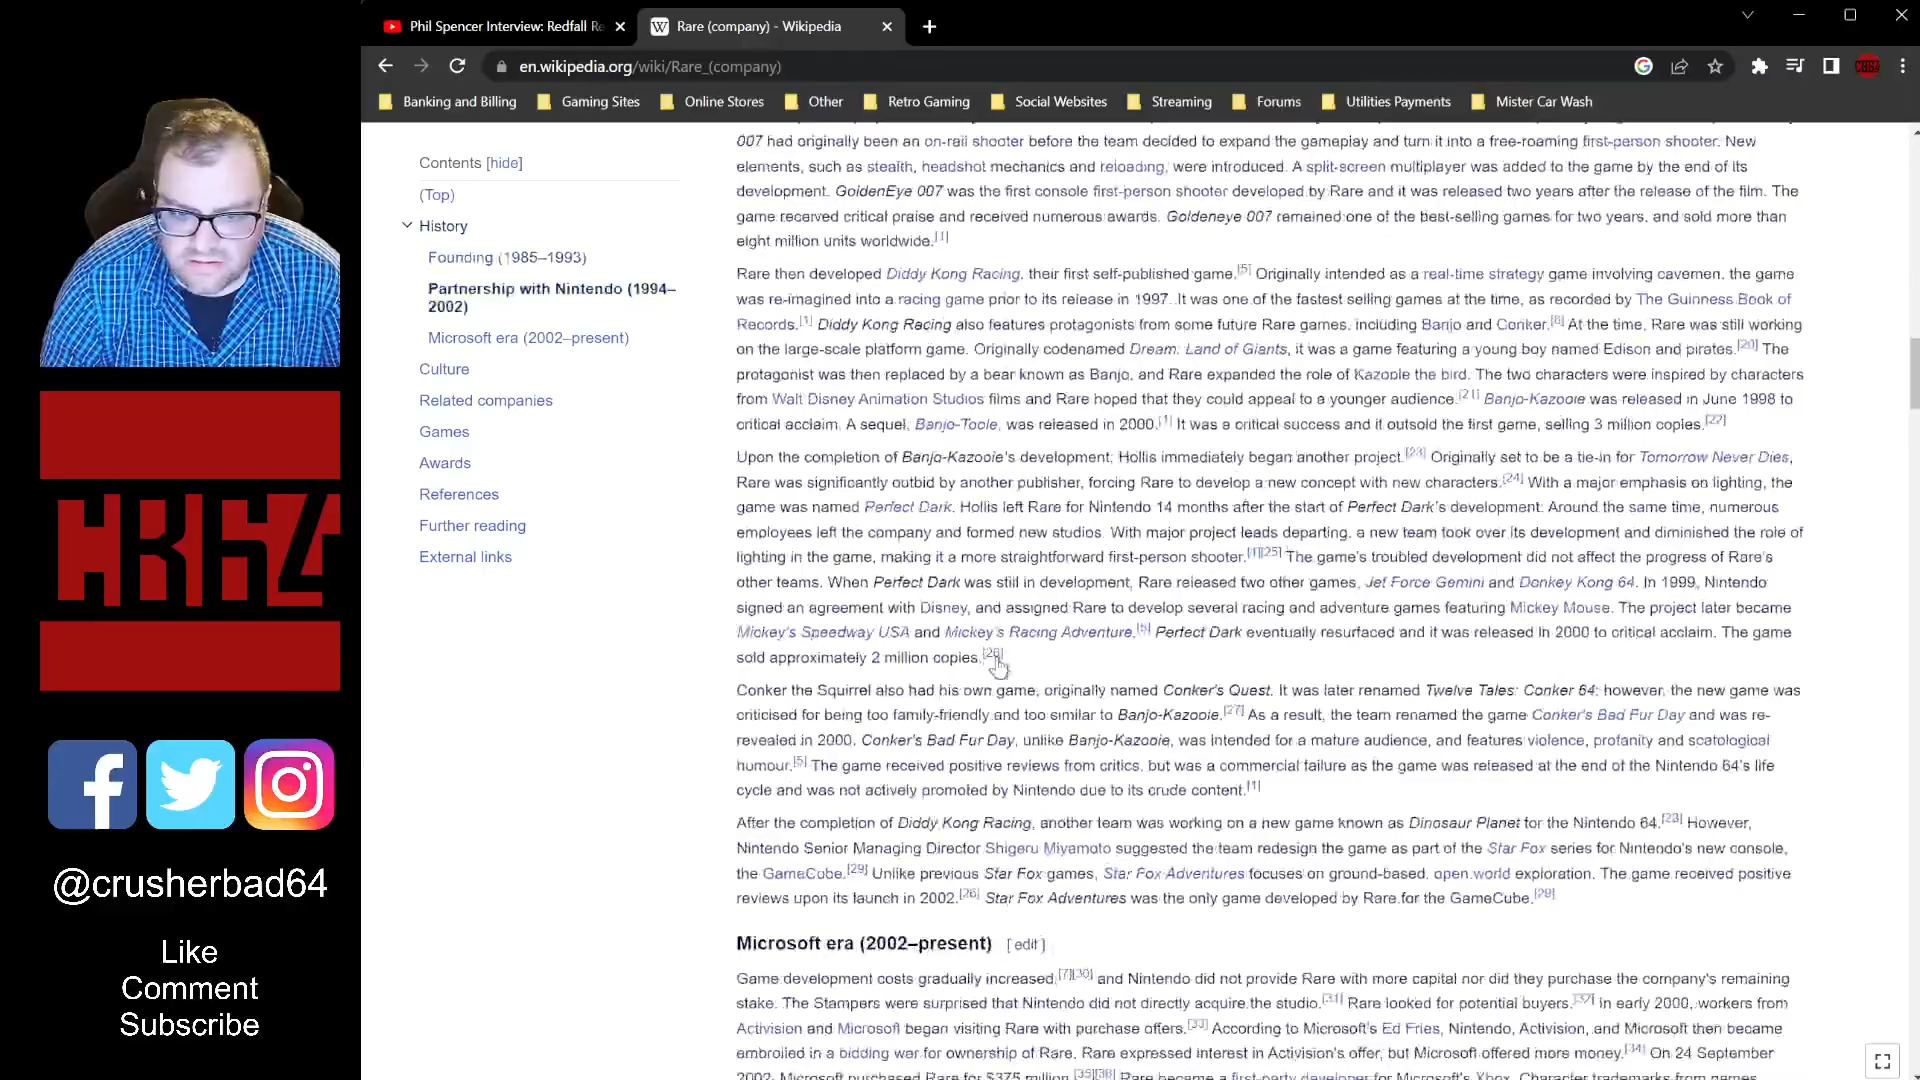 Phil Spencer Interview: Redfall Re
Rare (company) - Wikipedia
en.wikipedia.org/wiki/Rare_(company)
Banking and Billing
Gaming Sites
Online Stores
Other
Retro Gaming
Social Websites
Streaming
Forums
Utilities Payments
Mister Car Wash
CR64
@crusherbad64
Like
Comment
Subscribe
Contents [hide]
(Top)
History
Founding (1985–1993)
Partnership with Nintendo (1994–
2002)
Microsoft era (2002–present)
Culture
Related companies
Games
Awards
References
Further reading
External links
007 had originally been an on-rail shooter before the team decided to expand the gameplay and turn it into a free-roaming first-person shooter. New
elements, such as stealth, headshot mechanics and reloading, were introduced. A split-screen multiplayer was added to the game by the end of its
development. GoldenEye 007 was the first console first-person shooter developed by Rare and it was released two years after the release of the film. The
game received critical praise and received numerous awards. Goldeneye 007 remained one of the best-selling games for two years, and sold more than
eight million units worldwide.[1]
Rare then developed Diddy Kong Racing, their first self-published game.[5] Originally intended as a real-time strategy game involving cavemen, the game
was re-imagined into a racing game prior to its release in 1997. It was one of the fastest selling games at the time, as recorded by The Guinness Book of
Records.[1] Diddy Kong Racing also features protagonists from some future Rare games, including Banjo and Conker.[8] At the time, Rare was still working
on the large-scale platform game. Originally codenamed Dream: Land of Giants, it was a game featuring a young boy named Edison and pirates.[20] The
protagonist was then replaced by a bear known as Banjo, and Rare expanded the role of Kazooie the bird. The two characters were inspired by characters
from Walt Disney Animation Studios films and Rare hoped that they could appeal to a younger audience.[21] Banjo-Kazooie was released in June 1998 to
critical acclaim. A sequel, Banjo-Tooie, was released in 2000.[1] It was a critical success and it outsold the first game, selling 3 million copies.[22]
Upon the completion of Banjo-Kazooie's development, Hollis immediately began another project.[23] Originally set to be a tie-in for Tomorrow Never Dies,
Rare was significantly outbid by another publisher, forcing Rare to develop a new concept with new characters.[24] With a major emphasis on lighting, the
game was named Perfect Dark. Hollis left Rare for Nintendo 14 months after the start of Perfect Dark's development. Around the same time, numerous
employees left the company and formed new studios. With major project leads departing, a new team took over its development and diminished the role of
lighting in the game, making it a more straightforward first-person shooter.[1][25] The game's troubled development did not affect the progress of Rare's
other teams. When Perfect Dark was still in development, Rare released two other games, Jet Force Gemini and Donkey Kong 64. In 1999, Nintendo
signed an agreement with Disney, and assigned Rare to develop several racing and adventure games featuring Mickey Mouse. The project later became
Mickey's Speedway USA and Mickey's Racing Adventure.[5] Perfect Dark eventually resurfaced and it was released in 2000 to critical acclaim. The game
sold approximately 2 million copies.[26]
Conker the Squirrel also had his own game, originally named Conker's Quest. It was later renamed Twelve Tales: Conker 64; however, the new game was
criticised for being too family-friendly and too similar to Banjo-Kazooie.[27] As a result, the team renamed the game Conker's Bad Fur Day and was re-
revealed in 2000. Conker's Bad Fur Day, unlike Banjo-Kazooie, was intended for a mature audience, and features violence, profanity and scatological
humour.[5] The game received positive reviews from critics, but was a commercial failure as the game was released at the end of the Nintendo 64's life
cycle and was not actively promoted by Nintendo due to its crude content.[1]
After the completion of Diddy Kong Racing, another team was working on a new game known as Dinosaur Planet for the Nintendo 64.[23] However,
Nintendo Senior Managing Director Shigeru Miyamoto suggested the team redesign the game as part of the Star Fox series for Nintendo's new console,
the GameCube.[29] Unlike previous Star Fox games, Star Fox Adventures focuses on ground-based, open world exploration. The game received positive
reviews upon its launch in 2002.[26] Star Fox Adventures was the only game developed by Rare for the GameCube.[29]
Microsoft era (2002–present) [edit]
Game development costs gradually increased,[7][30] and Nintendo did not provide Rare with more capital nor did they purchase the company's remaining
stake. The Stampers were surprised that Nintendo did not directly acquire the studio.[31] Rare looked for potential buyers.[32] In early 2000, workers from
Activision and Microsoft began visiting Rare with purchase offers.[33] According to Microsoft's Ed Fries, Nintendo, Activision, and Microsoft then became
embroiled in a bidding war for ownership of Rare. Rare expressed interest in Activision's offer, but Microsoft offered more money.[34] On 24 September
2002, Microsoft purchased Rare for $375 million.[35][36] Rare became a first-party developer for Microsoft's Xbox. Character trademarks from games